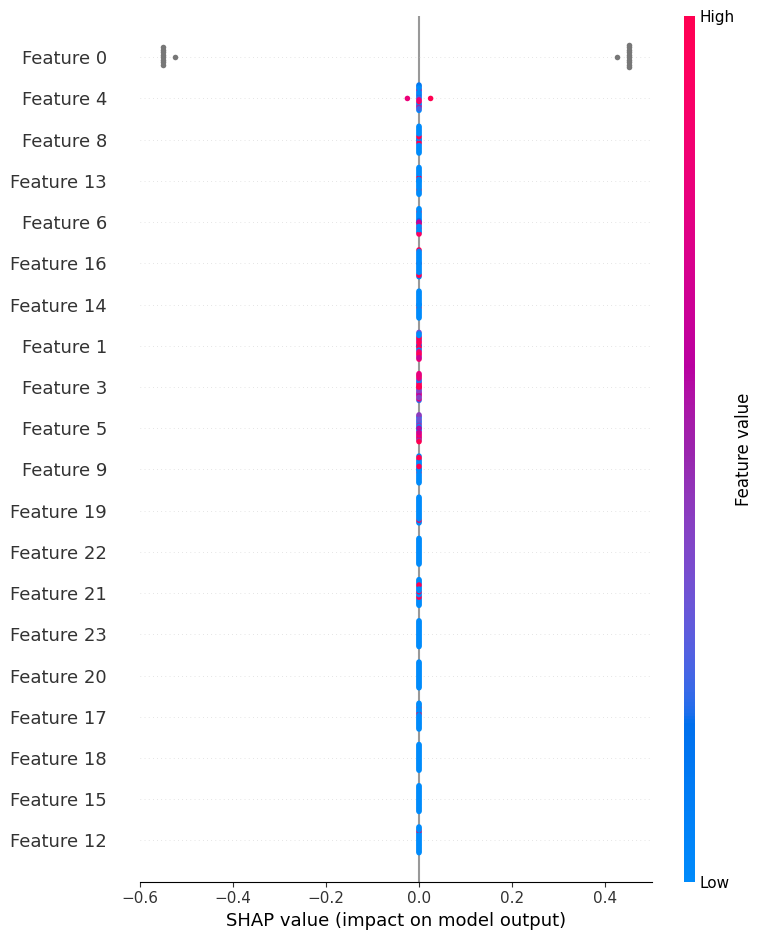 High
Feature 0
Feature 4
Feature 8
Feature 13
Feature 6
Feature 16
Feature 14
Feature 1
Feature 3
Feature 5
Feature 9
Feature 19
Feature 22
Feature 21
Feature 23
Feature 20
Feature 17
Feature 18
Feature 15
Feature 12
Feature value
Low
−0.6 −0.4 −0.2 0.0 0.2 0.4
SHAP value (impact on model output)